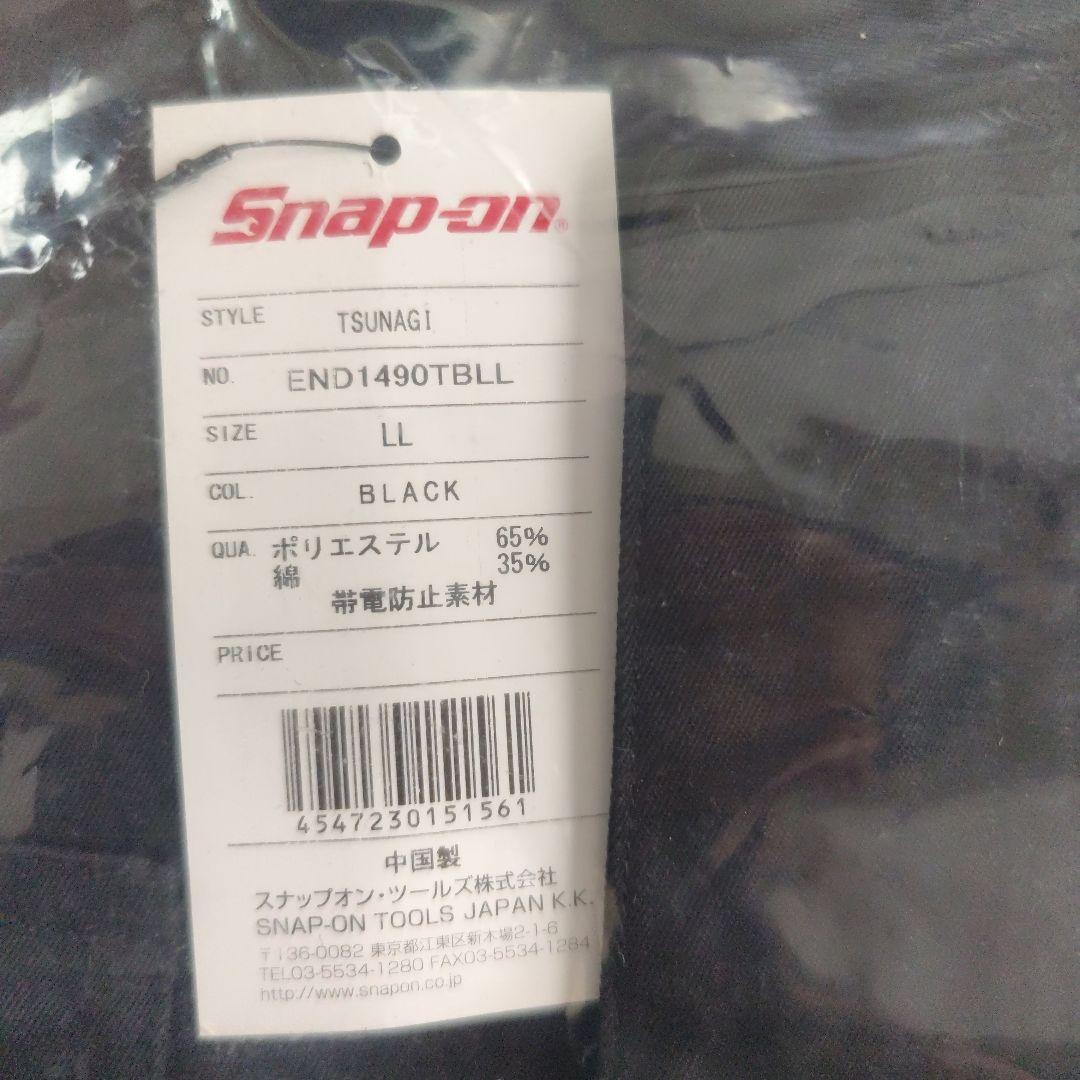 Snap-on®
STYLE TSUNAGI
NO. END1490TBLL
SIZE LL
COL. BLACK
QUA. ポリエステル 65%
綿 35%
帯電防止素材
PRICE
4547230151561
中国製
スナップオン・ツールズ株式会社
SNAP-ON TOOLS JAPAN K.K.
〒136-0082 東京都江東区新木場2-1-6
TEL03-5534-1280 FAX03-5534-1284
http://www.snapon.co.jp